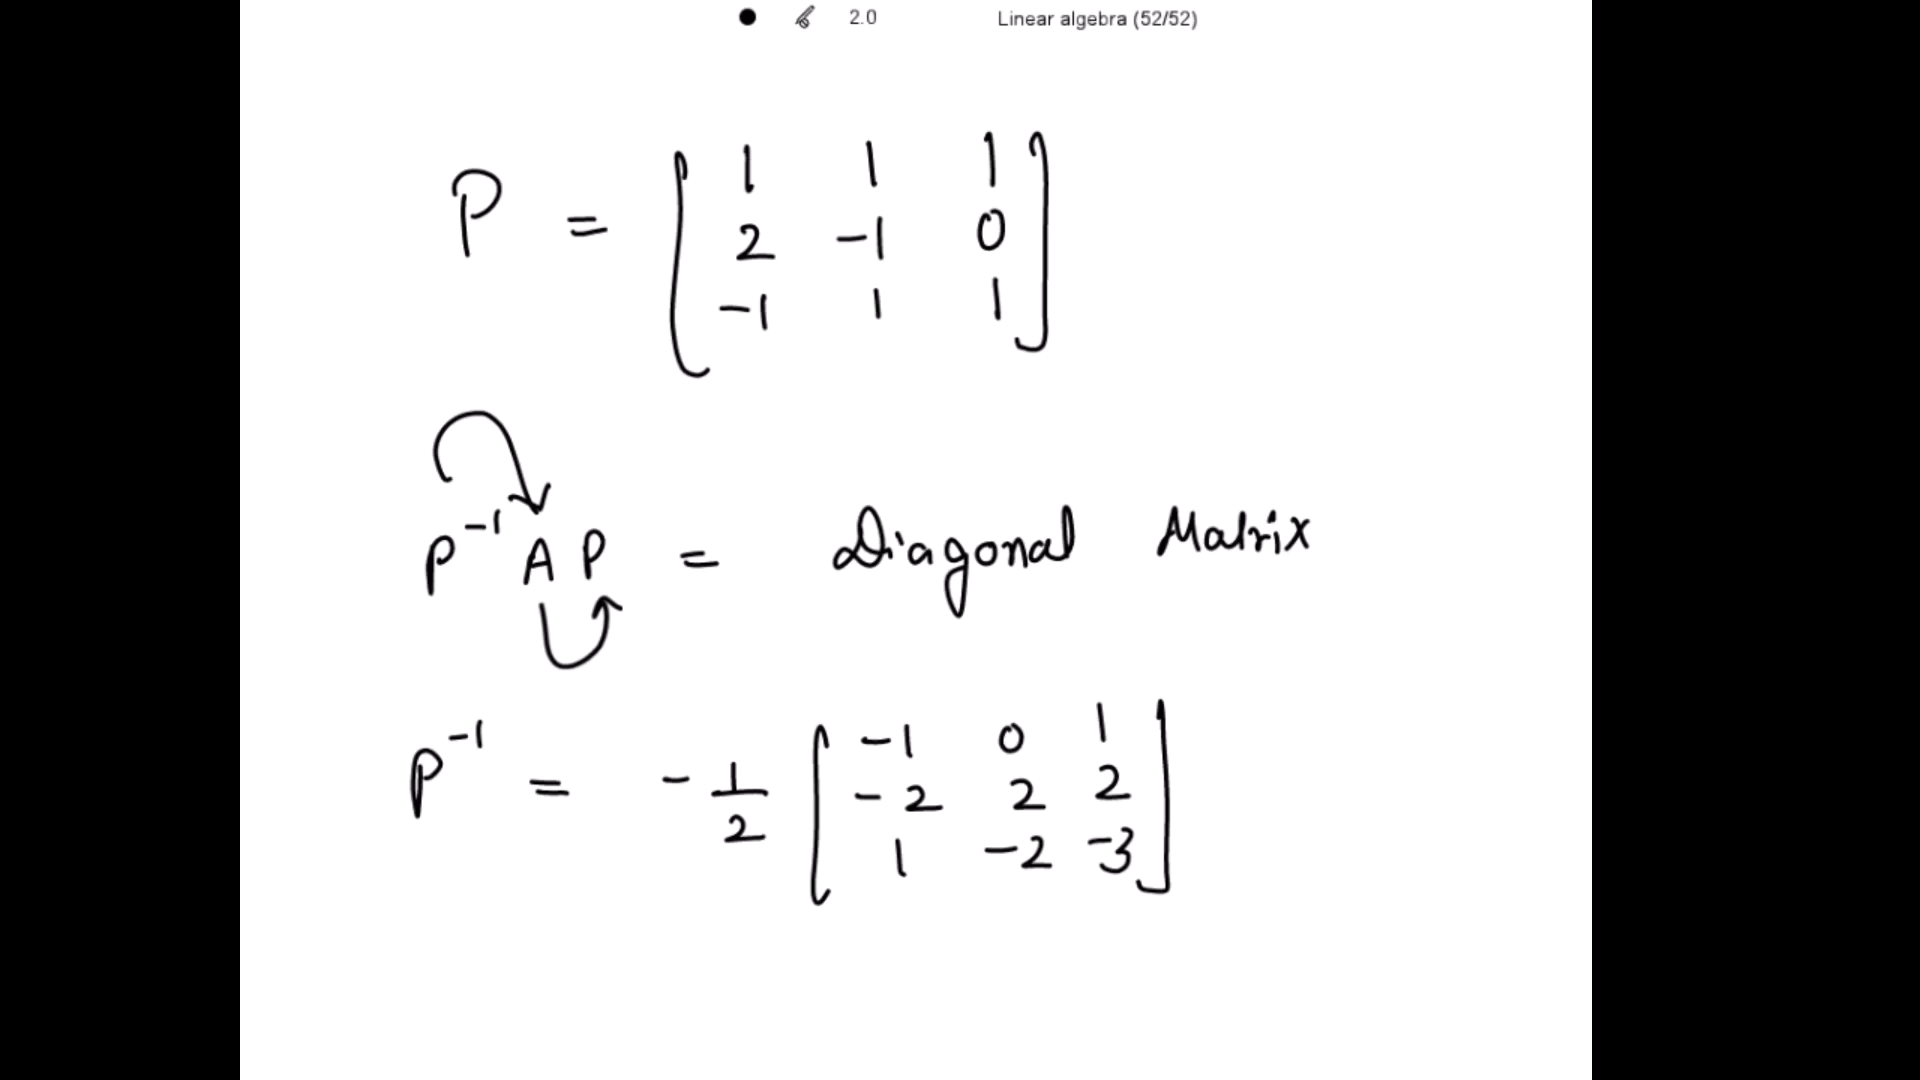 2.0 Linear algebra (52/52)
P = [ 1 1 1
2 -1 0
-1 1 1 ]
P⁻¹ A P = Diagonal Matrix
P⁻¹ = - 1/2 [ -1 0 1
-2 2 2
1 -2 -3 ]